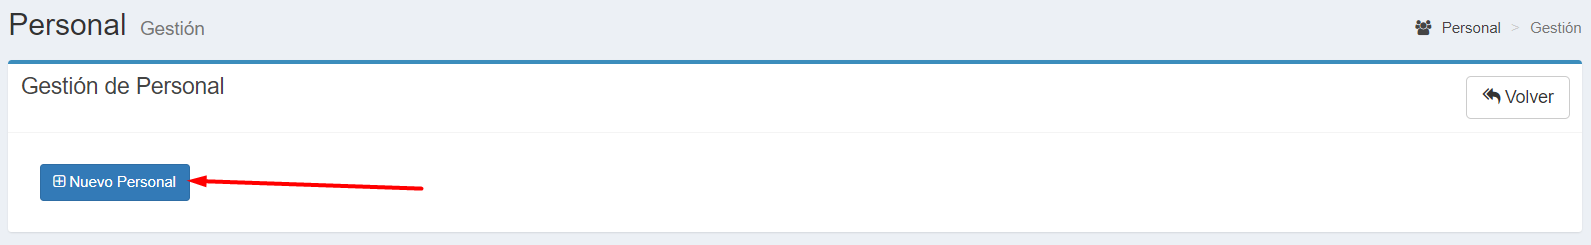 Personal Gestión
Personal > Gestión
Gestión de Personal
Volver
Nuevo Personal